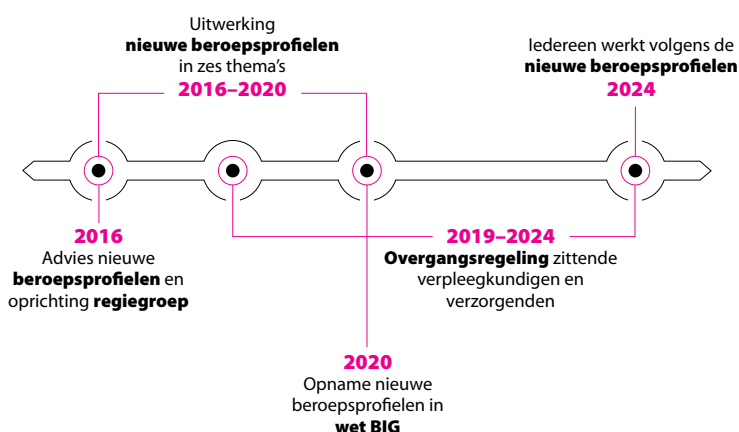 Uitwerking
nieuwe beroepsprofielen
in zes thema's
2016–2020
Iedereen werkt volgens de
nieuwe beroepsprofielen
2024
2016
Advies nieuwe
beroepsprofielen en
oprichting regiegroep
2019–2024
Overgangsregeling zittende
verpleegkundigen en
verzorgenden
2020
Opname nieuwe
beroepsprofielen in
wet BIG